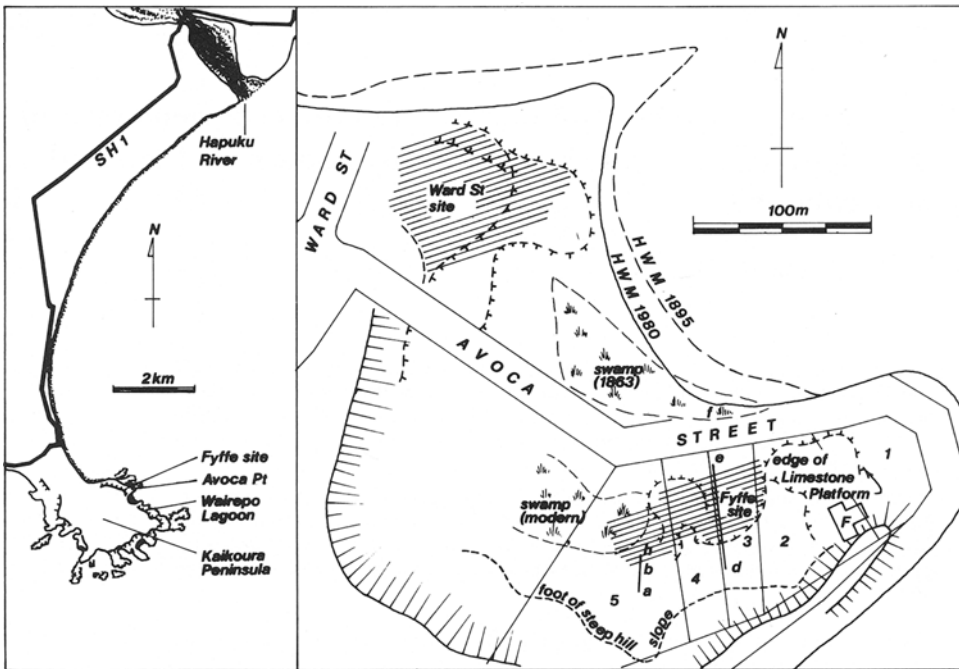 SH1
Hapuku
River
N
2km
Fyffe site
Avoca Pt
Wairepo
Lagoon
Kaikoura
Peninsula
N
100m
WARD ST
Ward St
site
HWM 1895
HWM 1980
AVOCA
STREET
swamp
(1863)
f
e
edge of
Limestone
Platform
1
swamp
(modern)
Fyffe
site
F
h
3
2
b
d
4
a
5
foot of steep hill
slope